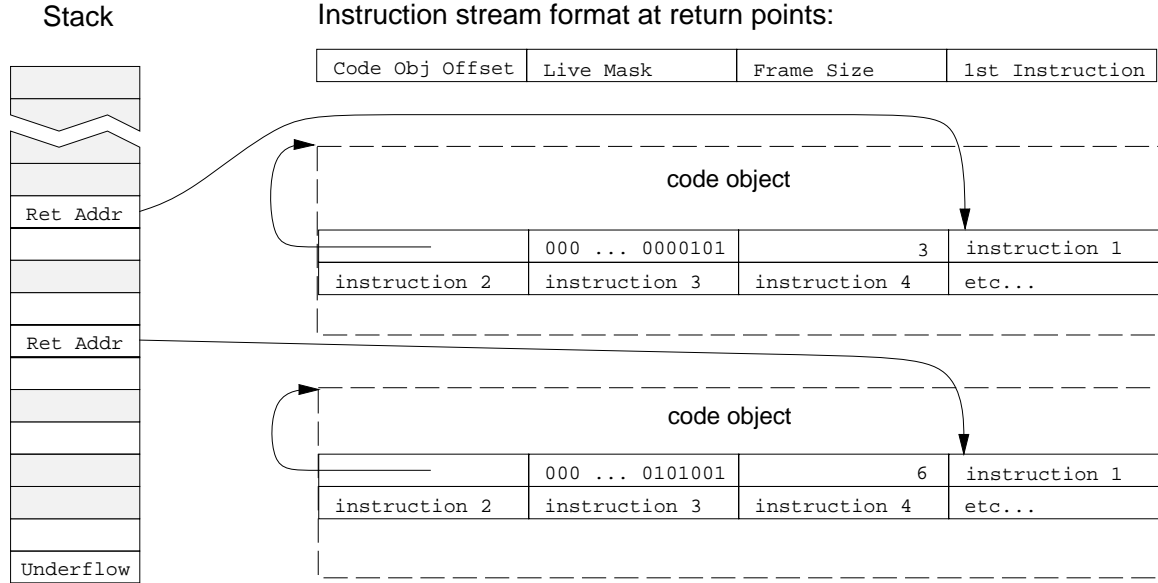 Stack
Instruction stream format at return points:
Code Obj Offset Live Mask Frame Size 1st Instruction
code object
Ret Addr
000 ... 0000101 3 instruction 1
instruction 2 instruction 3 instruction 4 etc...
Ret Addr
code object
000 ... 0101001 6 instruction 1
instruction 2 instruction 3 instruction 4 etc...
Underflow